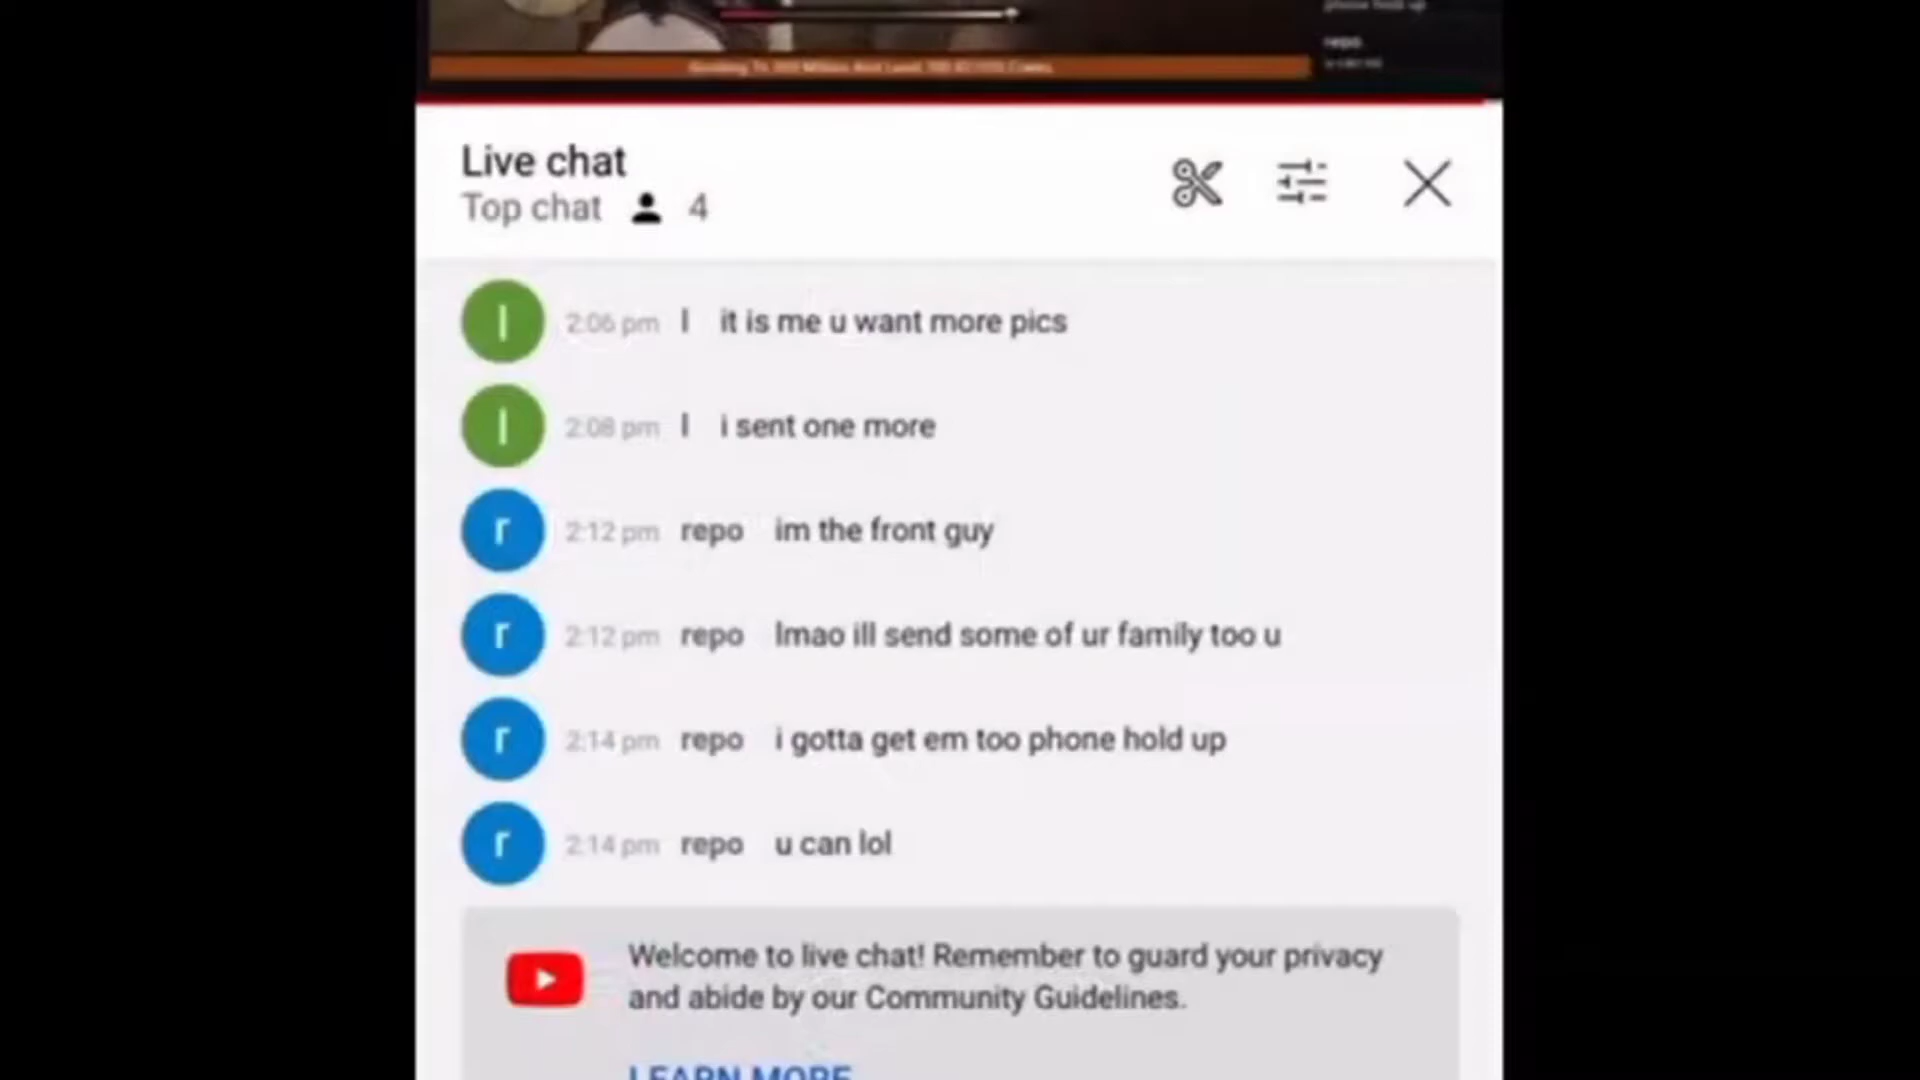 repo
Live chat
Top chat 4
l 2:06 pm l it is me u want more pics
l 2:08 pm l i sent one more
r 2:12 pm repo im the front guy
r 2:12 pm repo lmao ill send some of ur family too u
r 2:14 pm repo i gotta get em too phone hold up
r 2:14 pm repo u can lol
Welcome to live chat! Remember to guard your privacy
and abide by our Community Guidelines.
LEARN MORE